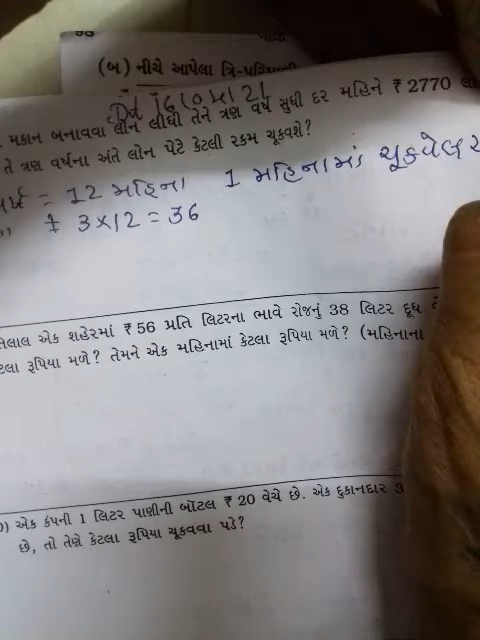 (બ) નીચે આપેલા ત્રિ-પરિમાણી
મકાન બનાવવા લોન લીધી તેને ત્રણ વર્ષ સુધી દર મહિને ₹ 2770 લો
તે ત્રણ વર્ષના અંતે લોન પેટે કેટલી રકમ ચૂકવશે?
વર્ષ = 12 મહિના 1 મહિનામાં ચૂકવેલ ર
,, ‡ 3 × 12 = 36
એક શહેરમાં ₹ 56 પ્રતિ લિટરના ભાવે રોજનું 38 લિટર દૂધ
રૂપિયા મળે? તેમને એક મહિનામાં કેટલા રૂપિયા મળે? (મહિનાના
) એક કંપની 1 લિટર પાણીની બૉટલ ₹ 20 વેચે છે. એક દુકાનદાર 3
છે, તો તેણે કેટલા રૂપિયા ચૂકવવા પડે?